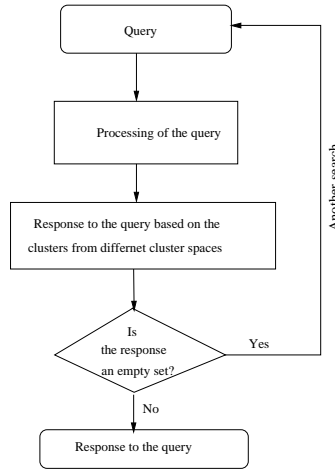 Query
Processing of the query
Response to the query based on the
clusters from differnet cluster spaces
Is
the response
an empty set?
Yes
Another search
No
Response to the query